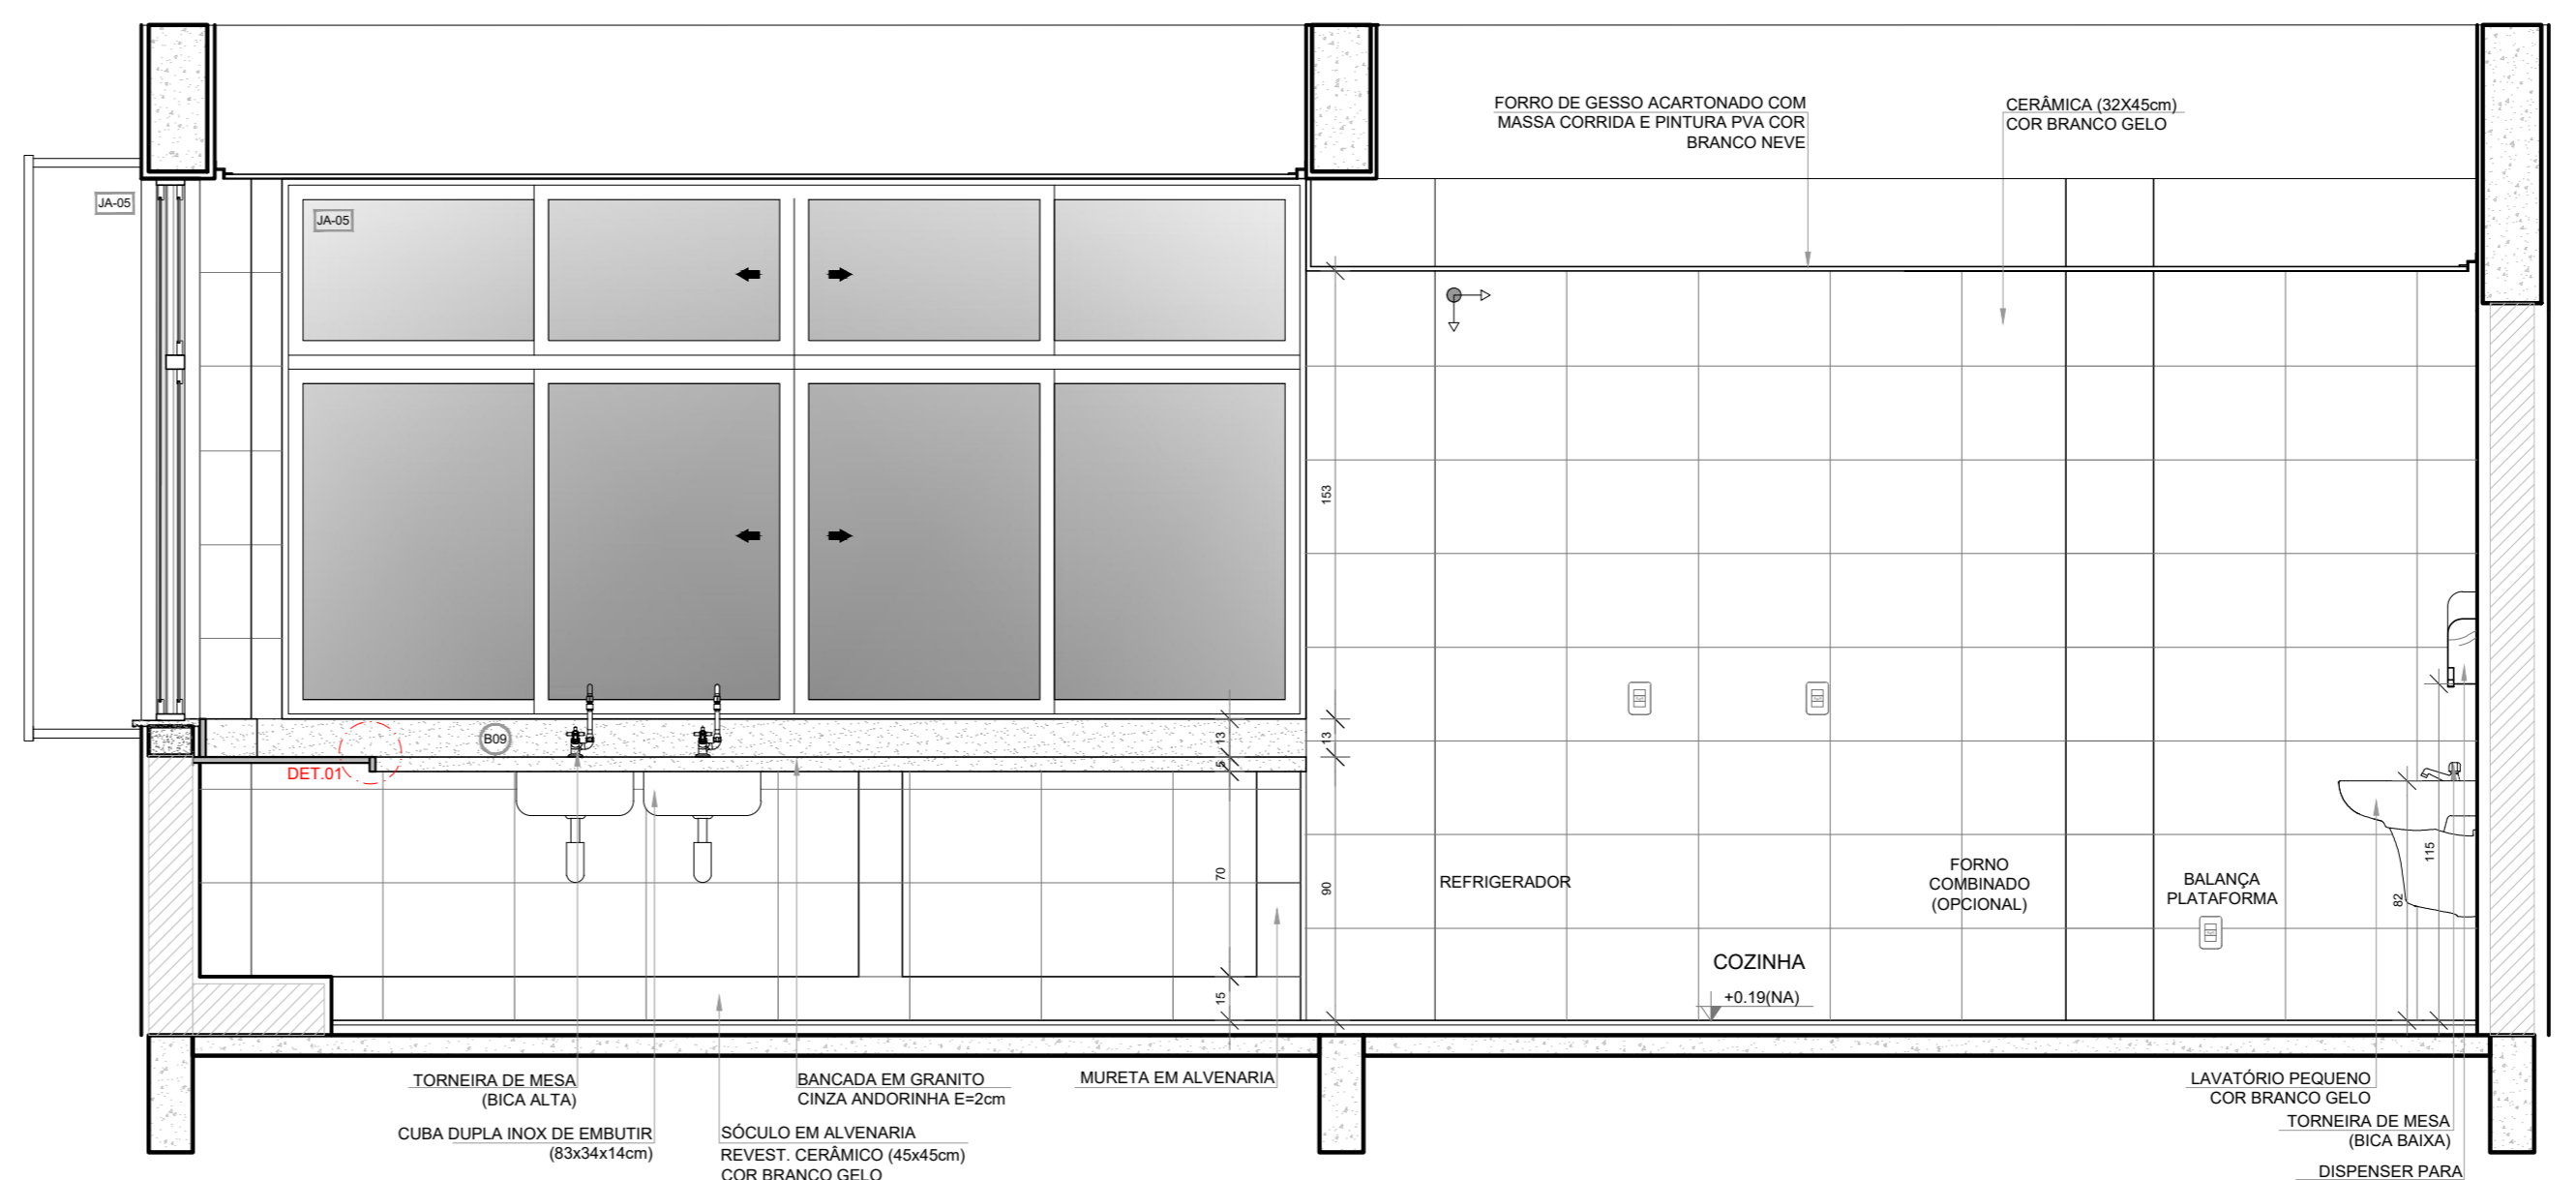 FORRO DE GESSO ACARTONADO COM
MASSA CORRIDA E PINTURA PVA COR
BRANCO NEVE
CERÂMICA (32X45cm)
COR BRANCO GELO
JA-05
JA-05
153
B09
DET.01
13
13
5
70
90
15
REFRIGERADOR
FORNO
COMBINADO
(OPCIONAL)
BALANÇA
PLATAFORMA
115
82
COZINHA
+0.19(NA)
TORNEIRA DE MESA
(BICA ALTA)
BANCADA EM GRANITO
CINZA ANDORINHA E=2cm
MURETA EM ALVENARIA
CUBA DUPLA INOX DE EMBUTIR
(83x34x14cm)
SÓCULO EM ALVENARIA
REVEST. CERÂMICO (45x45cm)
COR BRANCO GELO
LAVATÓRIO PEQUENO
COR BRANCO GELO
TORNEIRA DE MESA
(BICA BAIXA)
DISPENSER PARA